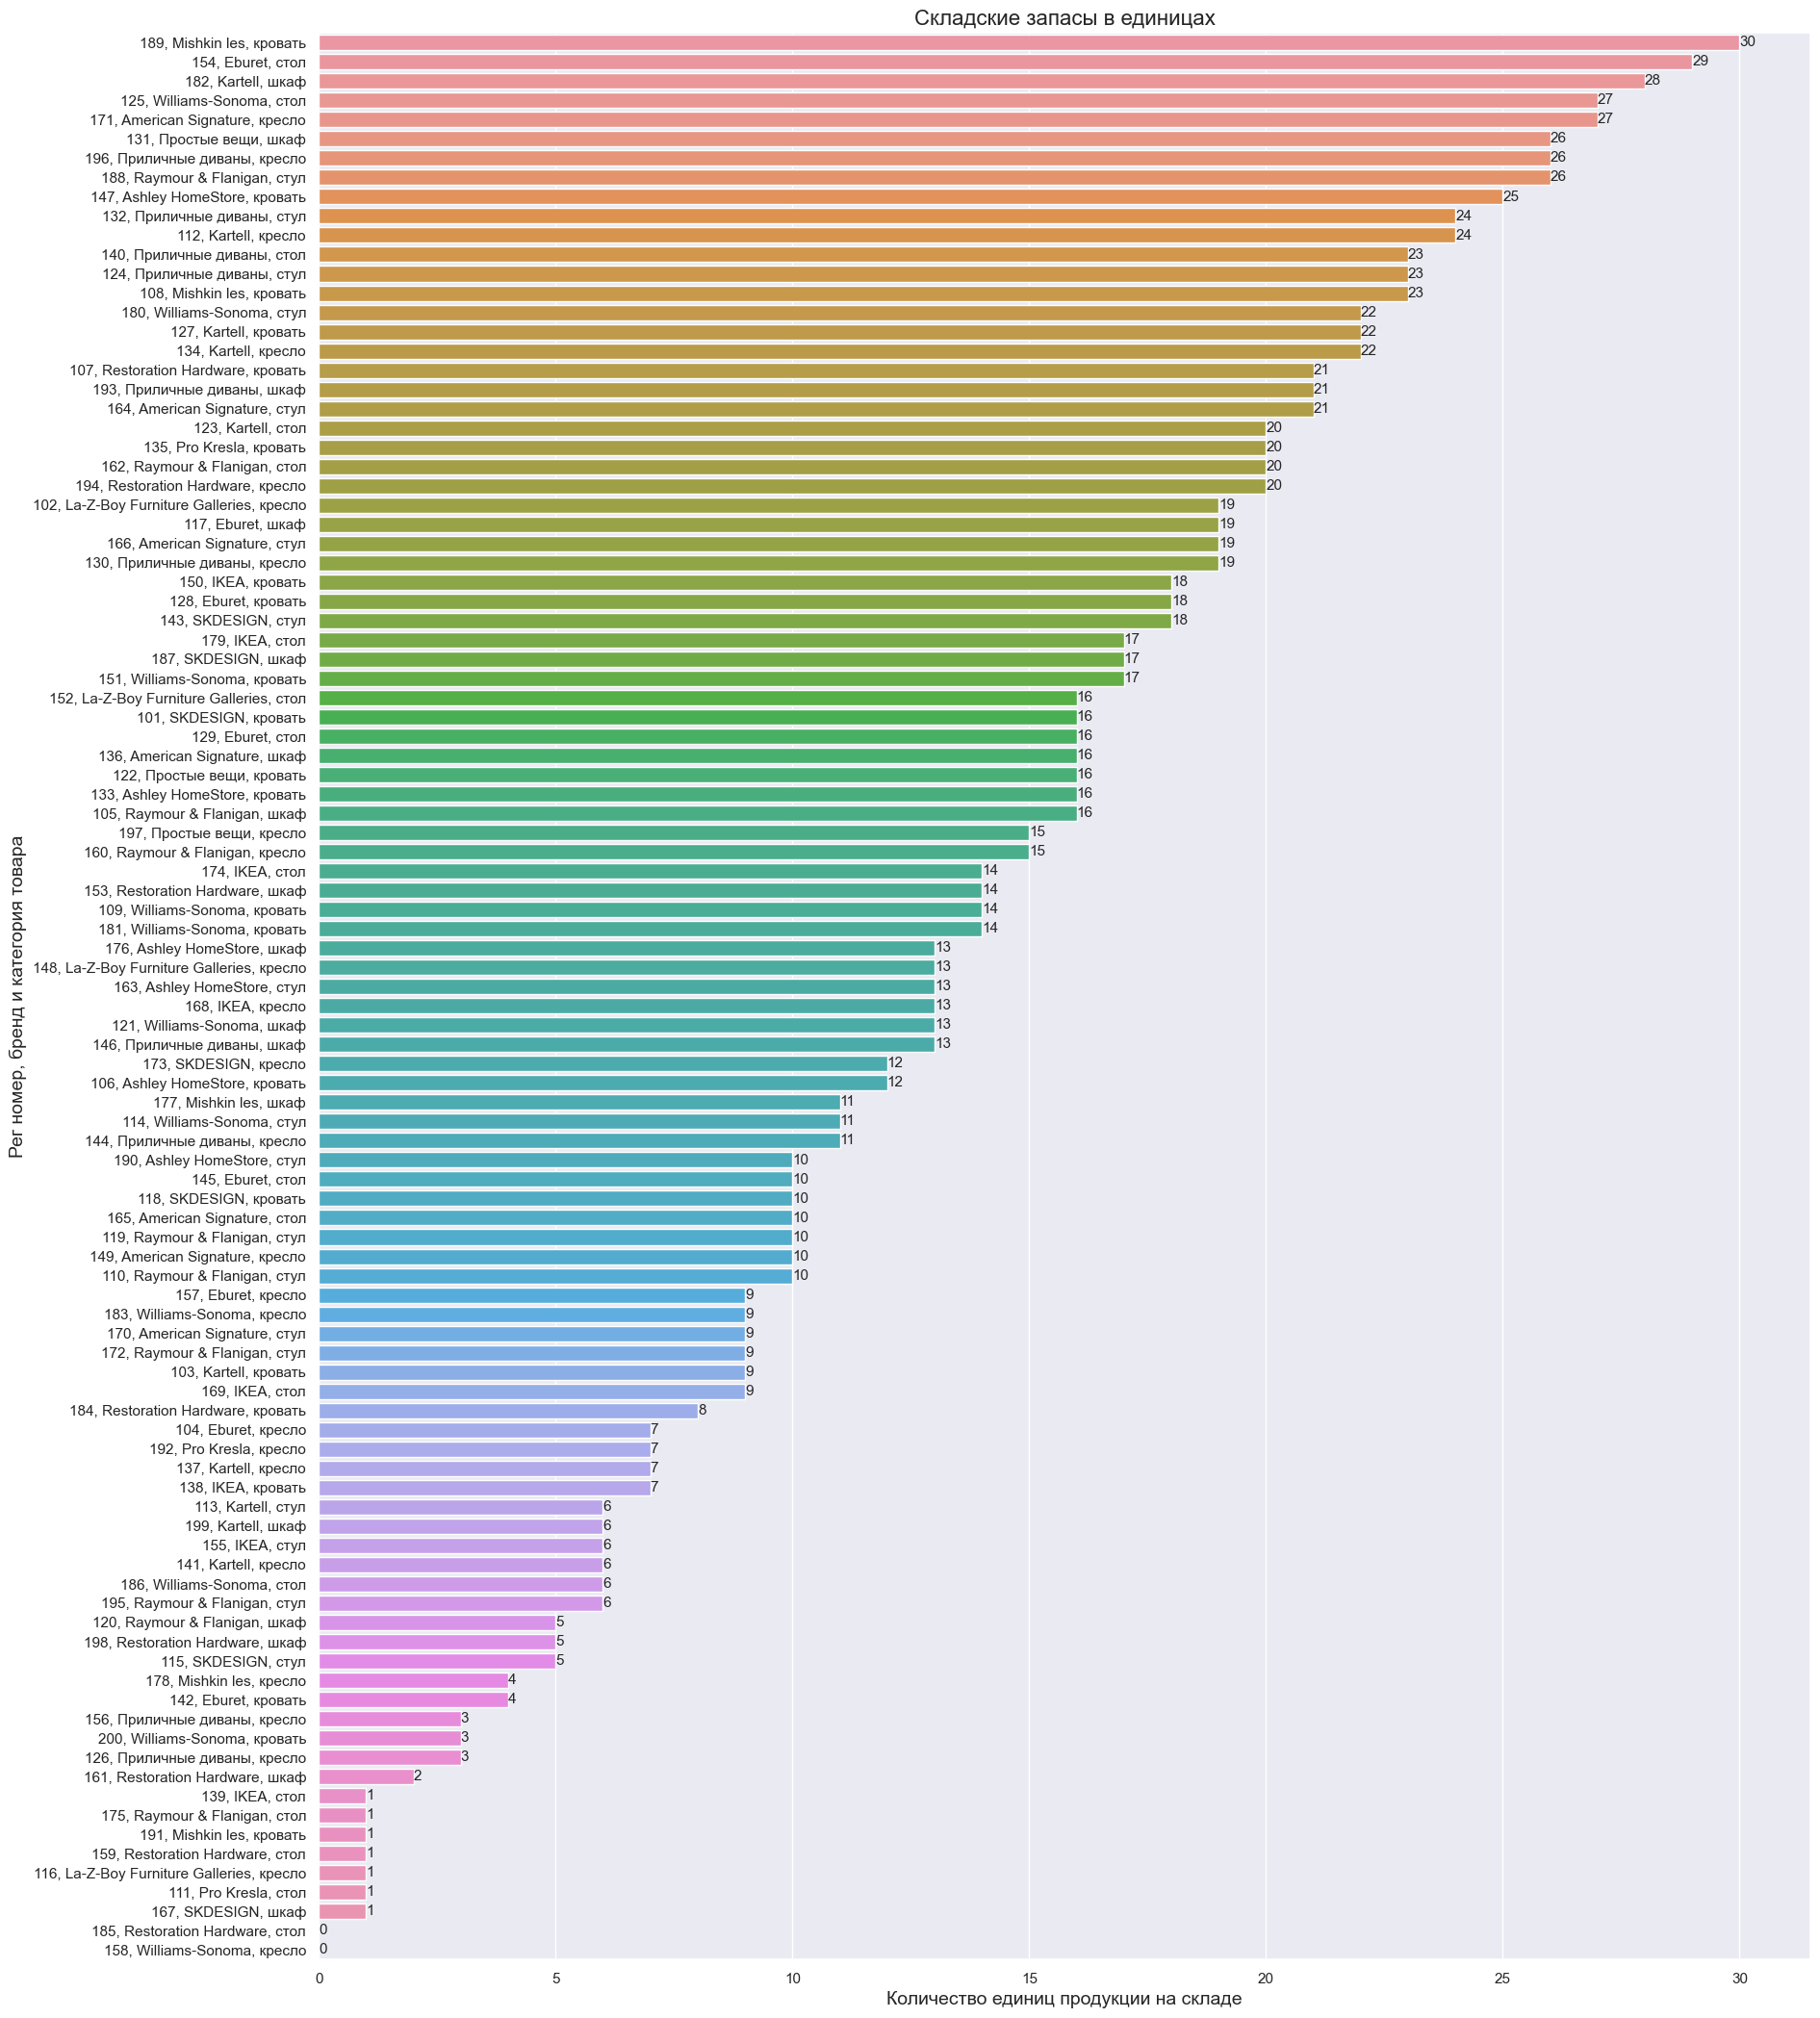 Складские запасы в единицах
189, Mishkin les, кровать 30
154, Eburet, стол 29
182, Kartell, шкаф 28
125, Williams-Sonoma, стол 27
171, American Signature, кресло 27
131, Простые вещи, шкаф 26
196, Приличные диваны, кресло 26
188, Raymour & Flanigan, стул 26
147, Ashley HomeStore, кровать 25
132, Приличные диваны, стул 24
112, Kartell, кресло 24
140, Приличные диваны, стол 23
124, Приличные диваны, стул 23
108, Mishkin les, кровать 23
180, Williams-Sonoma, стул 22
127, Kartell, кровать 22
134, Kartell, кресло 22
107, Restoration Hardware, кровать 21
193, Приличные диваны, шкаф 21
164, American Signature, стул 21
123, Kartell, стол 20
135, Pro Kresla, кровать 20
162, Raymour & Flanigan, стол 20
194, Restoration Hardware, кресло 20
102, La-Z-Boy Furniture Galleries, кресло 19
117, Eburet, шкаф 19
166, American Signature, стул 19
130, Приличные диваны, кресло 19
150, IKEA, кровать 18
128, Eburet, кровать 18
143, SKDESIGN, стул 18
179, IKEA, стол 17
187, SKDESIGN, шкаф 17
151, Williams-Sonoma, кровать 17
152, La-Z-Boy Furniture Galleries, стол 16
101, SKDESIGN, кровать 16
129, Eburet, стол 16
136, American Signature, шкаф 16
122, Простые вещи, кровать 16
133, Ashley HomeStore, кровать 16
105, Raymour & Flanigan, шкаф 16
197, Простые вещи, кресло 15
160, Raymour & Flanigan, кресло 15
174, IKEA, стол 14
153, Restoration Hardware, шкаф 14
109, Williams-Sonoma, кровать 14
181, Williams-Sonoma, кровать 14
176, Ashley HomeStore, шкаф 13
148, La-Z-Boy Furniture Galleries, кресло 13
163, Ashley HomeStore, стул 13
168, IKEA, кресло 13
121, Williams-Sonoma, шкаф 13
146, Приличные диваны, шкаф 13
173, SKDESIGN, кресло 12
106, Ashley HomeStore, кровать 12
177, Mishkin les, шкаф 11
114, Williams-Sonoma, стул 11
144, Приличные диваны, кресло 11
190, Ashley HomeStore, стул 10
145, Eburet, стол 10
118, SKDESIGN, кровать 10
165, American Signature, стол 10
119, Raymour & Flanigan, стул 10
149, American Signature, кресло 10
110, Raymour & Flanigan, стул 10
157, Eburet, кресло 9
183, Williams-Sonoma, кресло 9
170, American Signature, стул 9
172, Raymour & Flanigan, стул 9
103, Kartell, кровать 9
169, IKEA, стол 9
184, Restoration Hardware, кровать 8
104, Eburet, кресло 7
192, Pro Kresla, кресло 7
137, Kartell, кресло 7
138, IKEA, кровать 7
113, Kartell, стул 6
199, Kartell, шкаф 6
155, IKEA, стул 6
141, Kartell, кресло 6
186, Williams-Sonoma, стол 6
195, Raymour & Flanigan, стул 6
120, Raymour & Flanigan, шкаф 5
198, Restoration Hardware, шкаф 5
115, SKDESIGN, стул 5
178, Mishkin les, кресло 4
142, Eburet, кровать 4
156, Приличные диваны, кресло 3
200, Williams-Sonoma, кровать 3
126, Приличные диваны, кресло 3
161, Restoration Hardware, шкаф 2
139, IKEA, стол 1
175, Raymour & Flanigan, стол 1
191, Mishkin les, кровать 1
159, Restoration Hardware, стол 1
116, La-Z-Boy Furniture Galleries, кресло 1
111, Pro Kresla, стол 1
167, SKDESIGN, шкаф 1
185, Restoration Hardware, стол 0
158, Williams-Sonoma, кресло 0
0 5 10 15 20 25 30
Количество единиц продукции на складе
Рег номер, бренд и категория товара